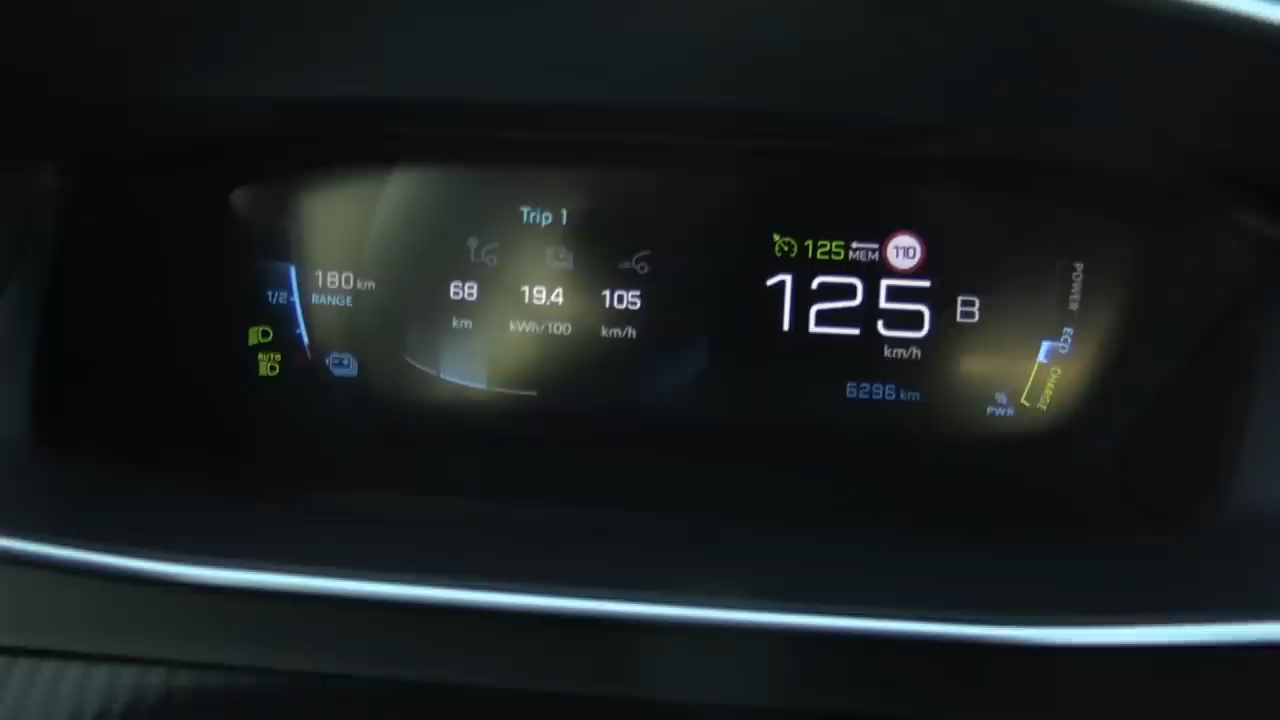 Trip 1
180 km
RANGE
1/2
68
km
19,4
kWh/100
105
km/h
AUTO
125 MEM 110
125
km/h
B
6296 km
POWER
ECO
CHARGE
%
PWR